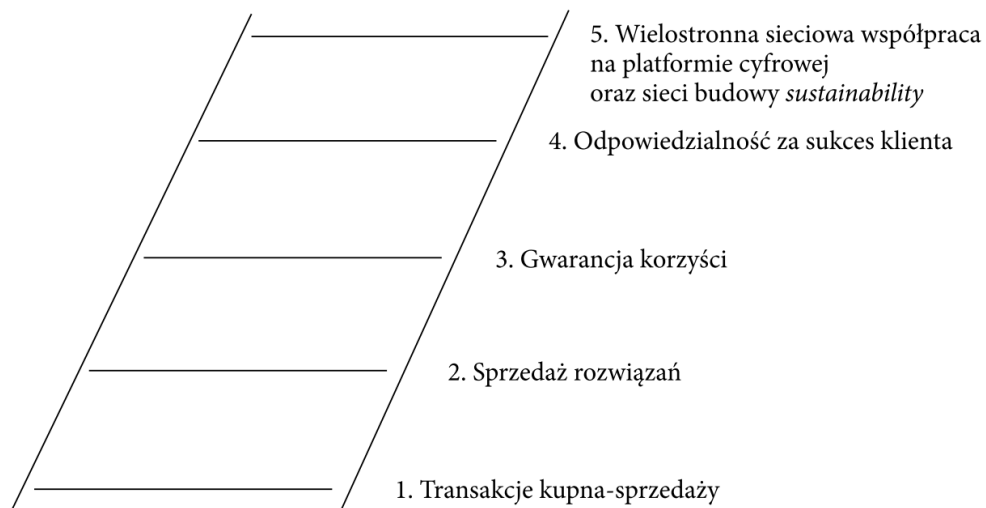 5. Wielostronna sieciowa współpraca
na platformie cyfrowej
oraz sieci budowy sustainability
4. Odpowiedzialność za sukces klienta
3. Gwarancja korzyści
2. Sprzedaż rozwiązań
1. Transakcje kupna-sprzedaży